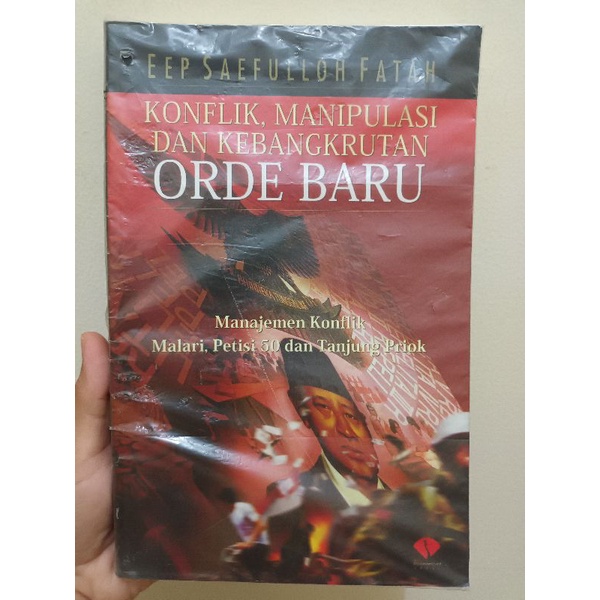 EEP SAEFULLOH FATAH
KONFLIK, MANIPULASI
DAN KEBANGKRUTAN
ORDE BARU
Manajemen Konflik
Malari, Petisi 50 dan Tanjung Priok